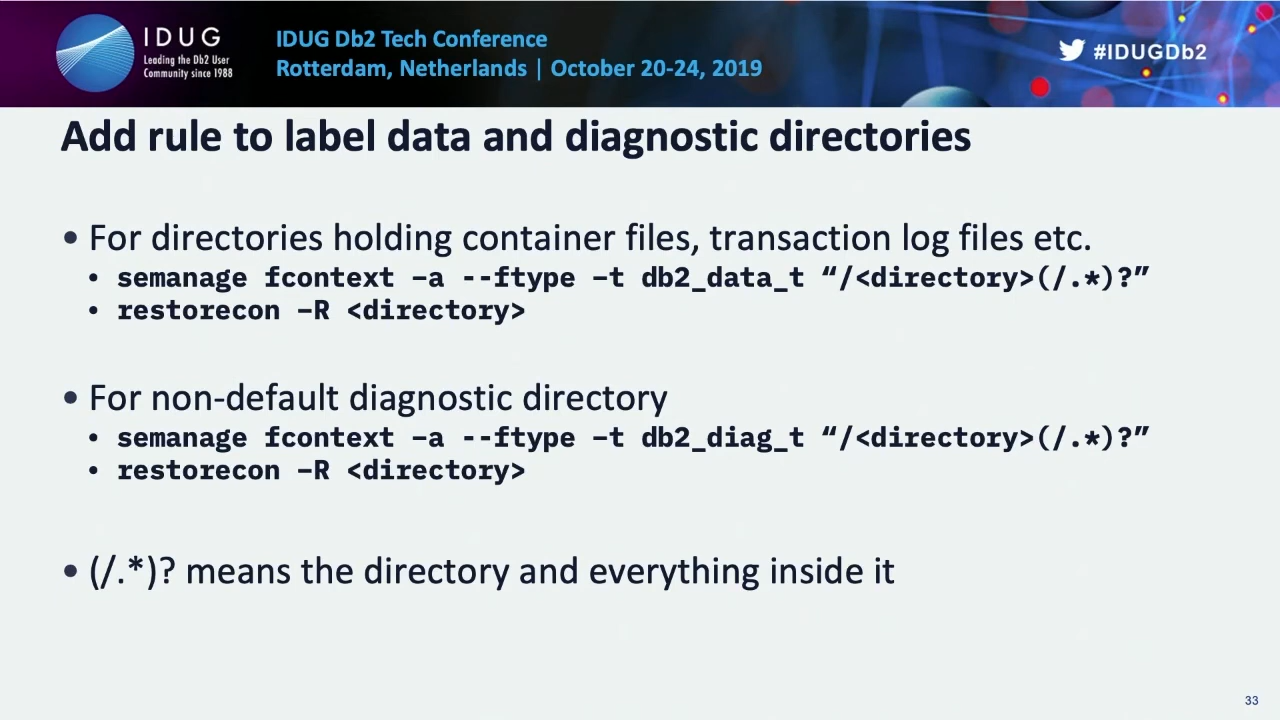 IDUG
Leading the Db2 User
Community since 1988
IDUG Db2 Tech Conference
Rotterdam, Netherlands | October 20-24, 2019
#IDUGDb2
Add rule to label data and diagnostic directories
• For directories holding container files, transaction log files etc.
• semanage fcontext –a --ftype –t db2_data_t “/<directory>(/.*)?”
• restorecon –R <directory>
• For non-default diagnostic directory
• semanage fcontext –a --ftype –t db2_diag_t “/<directory>(/.*)?”
• restorecon –R <directory>
• (/.*)? means the directory and everything inside it
33